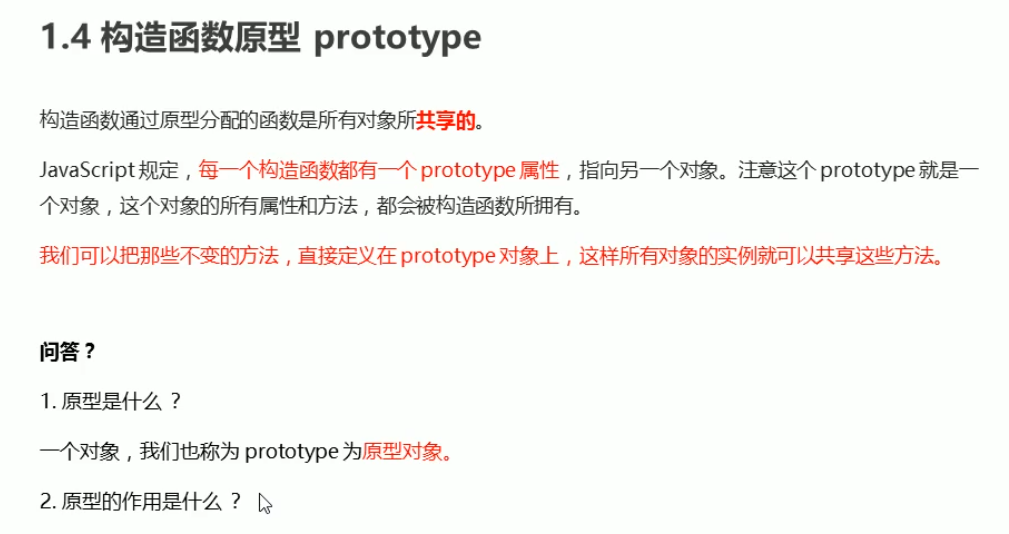 1.4 构造函数原型 prototype
构造函数通过原型分配的函数是所有对象所共享的。
JavaScript 规定，每一个构造函数都有一个 prototype 属性，指向另一个对象。注意这个 prototype 就是一
个对象，这个对象的所有属性和方法，都会被构造函数所拥有。
我们可以把那些不变的方法，直接定义在 prototype 对象上，这样所有对象的实例就可以共享这些方法。
问答？
1. 原型是什么 ？
一个对象，我们也称为 prototype 为原型对象。
2. 原型的作用是什么 ？